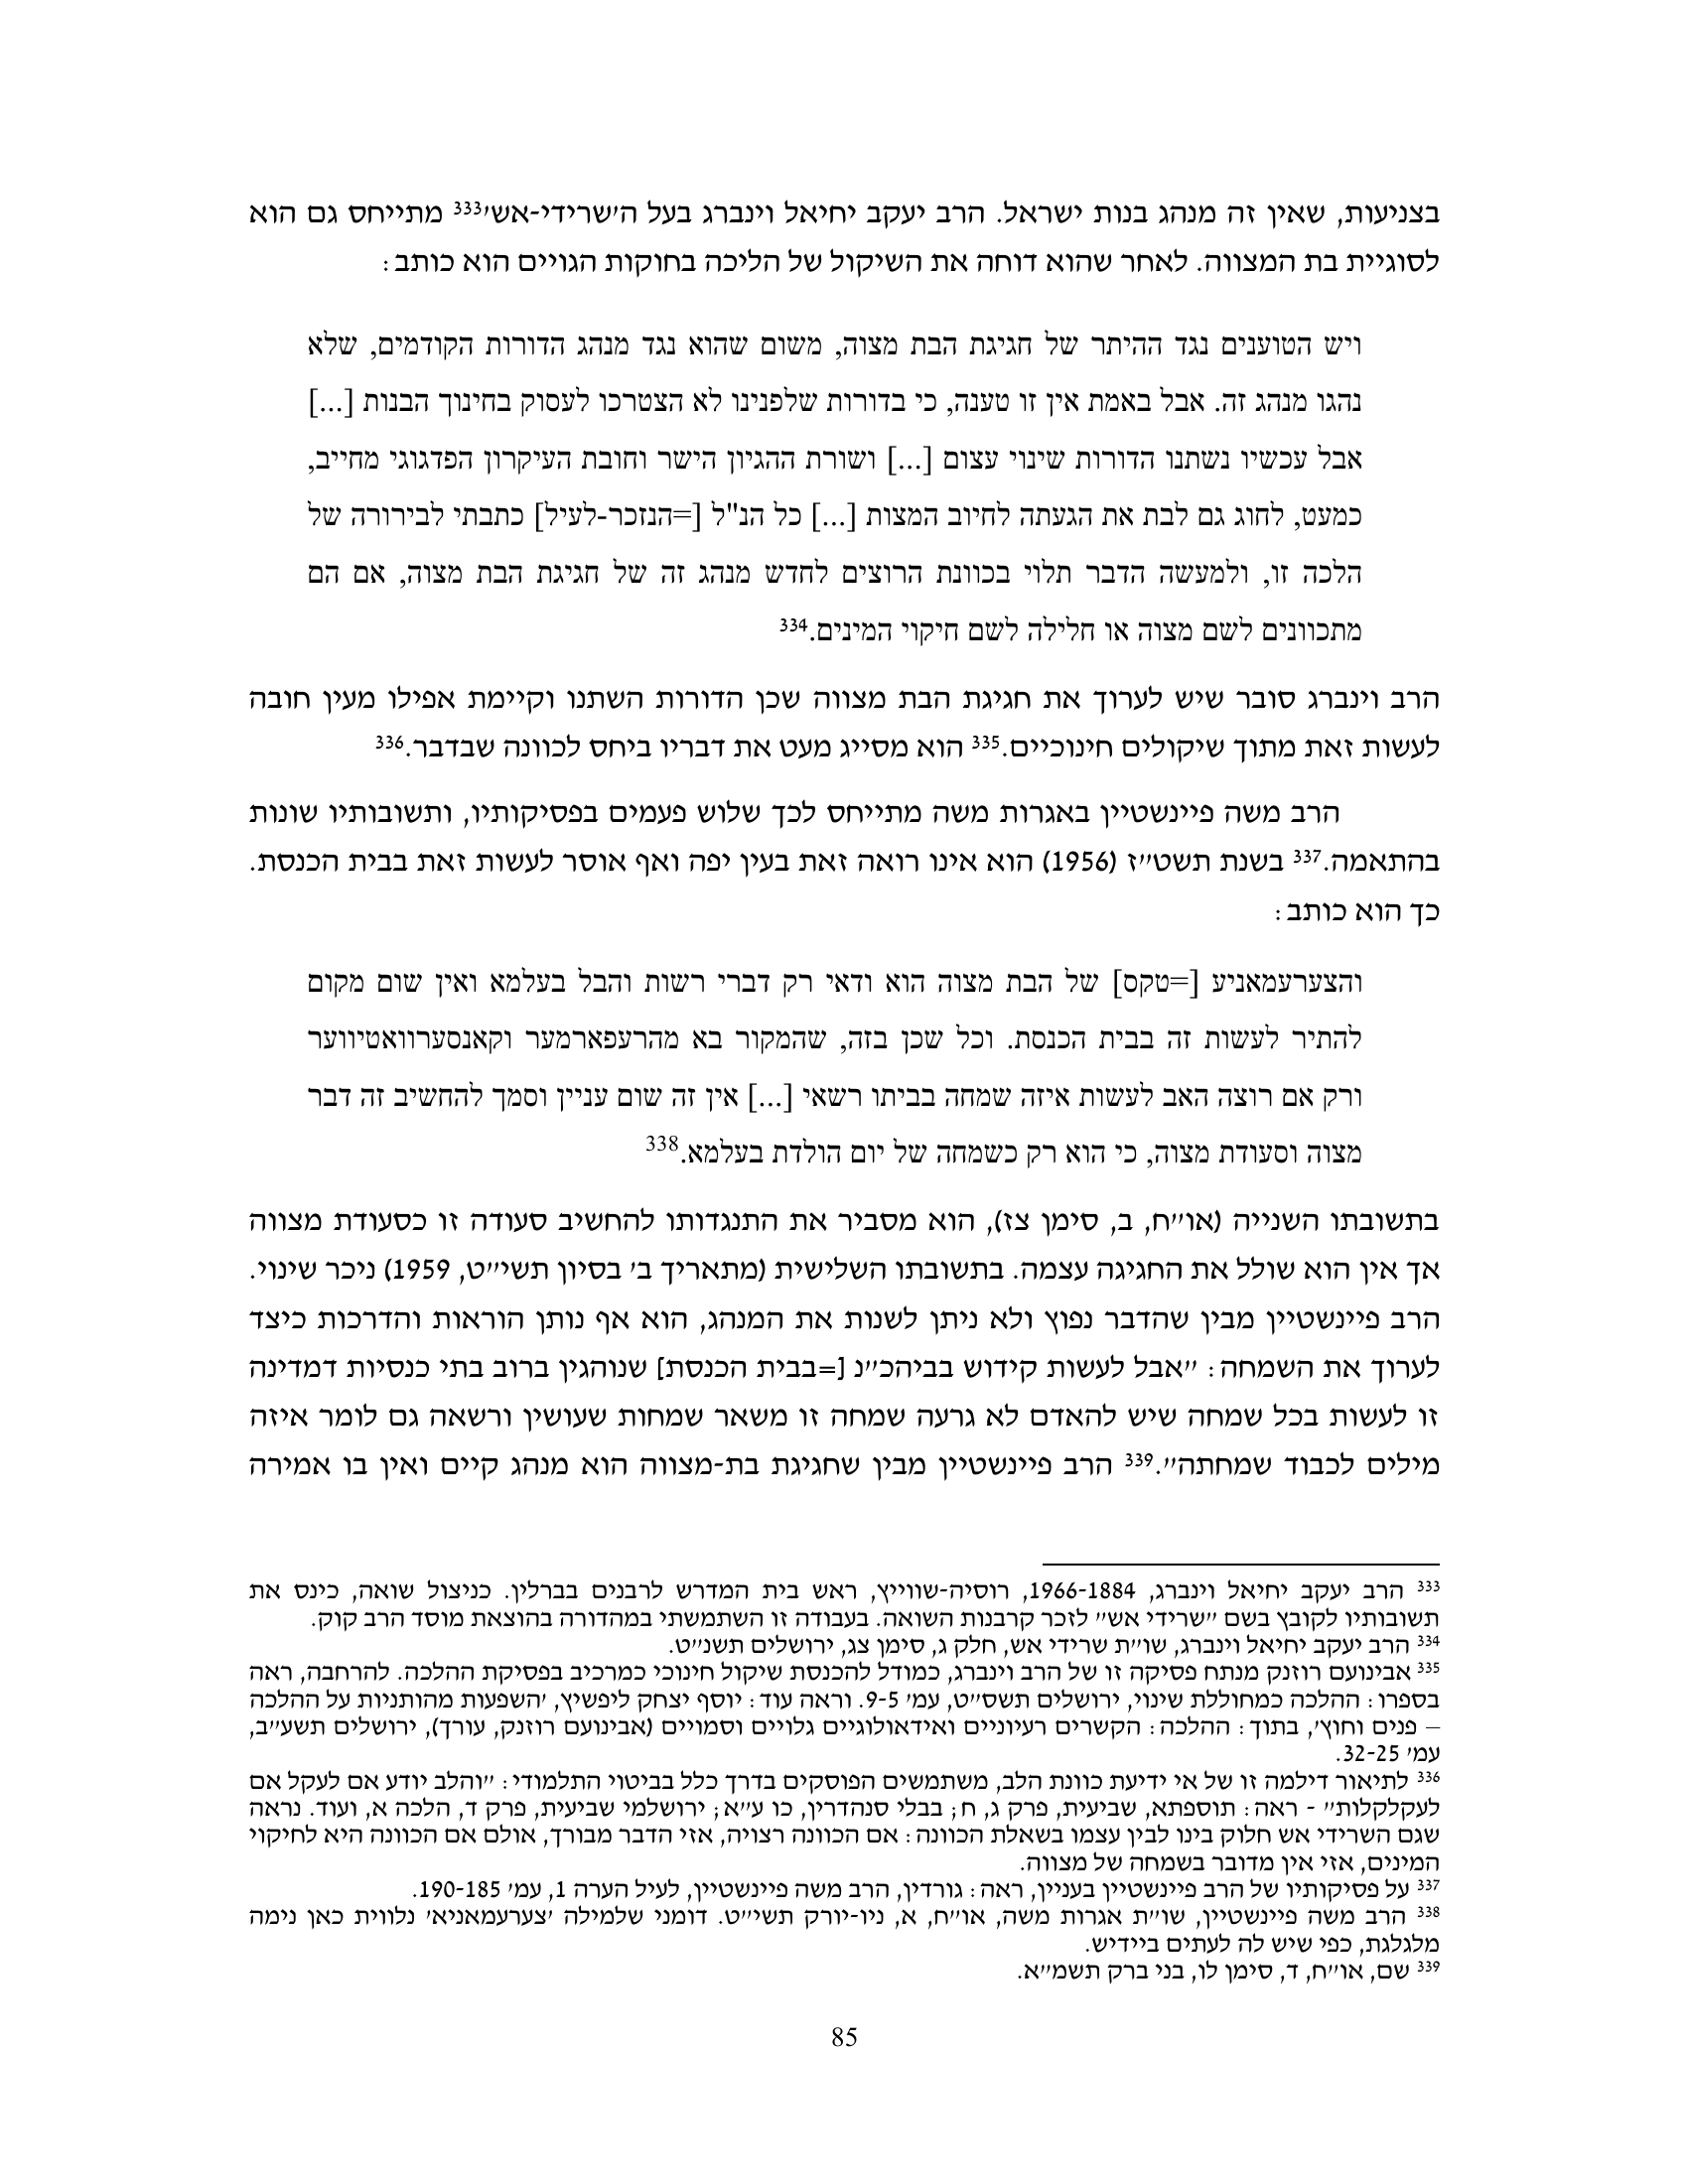 בצניעות, שאין זה מנהג בנות ישראל. הרב יעקב יחיאל וינברג בעל ה׳שרידי-אש׳333 מתייחס גם הוא
לסוגיית בת המצווה. לאחר שהוא דוחה את השיקול של הליכה בחוקות הגויים הוא כותב:
ויש הטוענים נגד ההיתר של חגיגת הבת מצוה, משום שהוא נגד מנהג הדורות הקודמים, שלא
נהגו מנהג זה. אבל באמת אין זו טענה, כי בדורות שלפנינו לא הצטרכו לעסוק בחינוך הבנות [...]
אבל עכשיו נשתנו הדורות שינוי עצום [...] ושורת ההגיון הישר וחובת העיקרון הפדגוגי מחייב,
כמעט, לחוג גם לבת את הגעתה לחיוב המצות [...] כל הנ"ל [=הנזכר-לעיל] כתבתי לבירורה של
הלכה זו, ולמעשה הדבר תלוי בכוונת הרוצים לחדש מנהג זה של חגיגת הבת מצוה, אם הם
מתכוונים לשם מצוה או חלילה לשם חיקוי המינים.334
הרב וינברג סובר שיש לערוך את חגיגת הבת מצווה שכן הדורות השתנו וקיימת אפילו מעין חובה
לעשות זאת מתוך שיקולים חינוכיים.335 הוא מסייג מעט את דבריו ביחס לכוונה שבדבר.336
הרב משה פיינשטיין באגרות משה מתייחס לכך שלוש פעמים בפסיקותיו, ותשובותיו שונות
בהתאמה.337 בשנת תשט״ז (1956) הוא אינו רואה זאת בעין יפה ואף אוסר לעשות זאת בבית הכנסת.
כך הוא כותב:
והצערעמאניע [=טקס] של הבת מצוה הוא ודאי רק דברי רשות והבל בעלמא ואין שום מקום
להתיר לעשות זה בבית הכנסת. וכל שכן בזה, שהמקור בא מהרעפארמער וקאנסערוואטיווער
ורק אם רוצה האב לעשות איזה שמחה בביתו רשאי [...] אין זה שום עניין וסמך להחשיב זה דבר
מצוה וסעודת מצוה, כי הוא רק כשמחה של יום הולדת בעלמא.338
בתשובתו השנייה (או״ח, ב, סימן צז), הוא מסביר את התנגדותו להחשיב סעודה זו כסעודת מצווה
אך אין הוא שולל את החגיגה עצמה. בתשובתו השלישית (מתאריך ב׳ בסיון תשי״ט, 1959) ניכר שינוי.
הרב פיינשטיין מבין שהדבר נפוץ ולא ניתן לשנות את המנהג, הוא אף נותן הוראות והדרכות כיצד
לערוך את השמחה: ״אבל לעשות קידוש בביהכ״נ [=בבית הכנסת] שנוהגין ברוב בתי כנסיות דמדינה
זו לעשות בכל שמחה שיש להאדם לא גרעה שמחה זו משאר שמחות שעושין ורשאה גם לומר איזה
מילים לכבוד שמחתה״.339 הרב פיינשטיין מבין שחגיגת בת-מצווה הוא מנהג קיים ואין בו אמירה
333 הרב יעקב יחיאל וינברג, 1966-1884, רוסיה-שווייץ, ראש בית המדרש לרבנים בברלין. כניצול שואה, כינס את
תשובותיו לקובץ בשם ״שרידי אש״ לזכר קרבנות השואה. בעבודה זו השתמשתי במהדורה בהוצאת מוסד הרב קוק.
334 הרב יעקב יחיאל וינברג, שו״ת שרידי אש, חלק ג, סימן צג, ירושלים תשנ״ט.
335 אבינועם רוזנק מנתח פסיקה זו של הרב וינברג, כמודל להכנסת שיקול חינוכי כמרכיב בפסיקת ההלכה. להרחבה, ראה
בספרו: ההלכה כמחוללת שינוי, ירושלים תשס״ט, עמ׳ 9-5. וראה עוד: יוסף יצחק ליפשיץ, ׳השפעות מהותניות על ההלכה
– פנים וחוץ׳, בתוך: ההלכה: הקשרים רעיוניים ואידאולוגיים גלויים וסמויים (אבינועם רוזנק, עורך), ירושלים תשע״ב,
עמ׳ 32-25.
336 לתיאור דילמה זו של אי ידיעת כוונת הלב, משתמשים הפוסקים בדרך כלל בביטוי התלמודי: ״והלב יודע אם לעקל אם
לעקלקלות״ - ראה: תוספתא, שביעית, פרק ג, ח; בבלי סנהדרין, כו ע״א; ירושלמי שביעית, פרק ד, הלכה א, ועוד. נראה
שגם השרידי אש חלוק בינו לבין עצמו בשאלת הכוונה: אם הכוונה רצויה, אזי הדבר מבורך, אולם אם הכוונה היא לחיקוי
המינים, אזי אין מדובר בשמחה של מצווה.
337 על פסיקותיו של הרב פיינשטיין בעניין, ראה: גורדין, הרב משה פיינשטיין, לעיל הערה 1, עמ׳ 190-185.
338 הרב משה פיינשטיין, שו״ת אגרות משה, או״ח, א, ניו-יורק תשי״ט. דומני שלמילה ׳צערעמאניא׳ נלווית כאן נימה
מלגלגת, כפי שיש לה לעתים ביידיש.
339 שם, או״ח, ד, סימן לו, בני ברק תשמ״א.
85